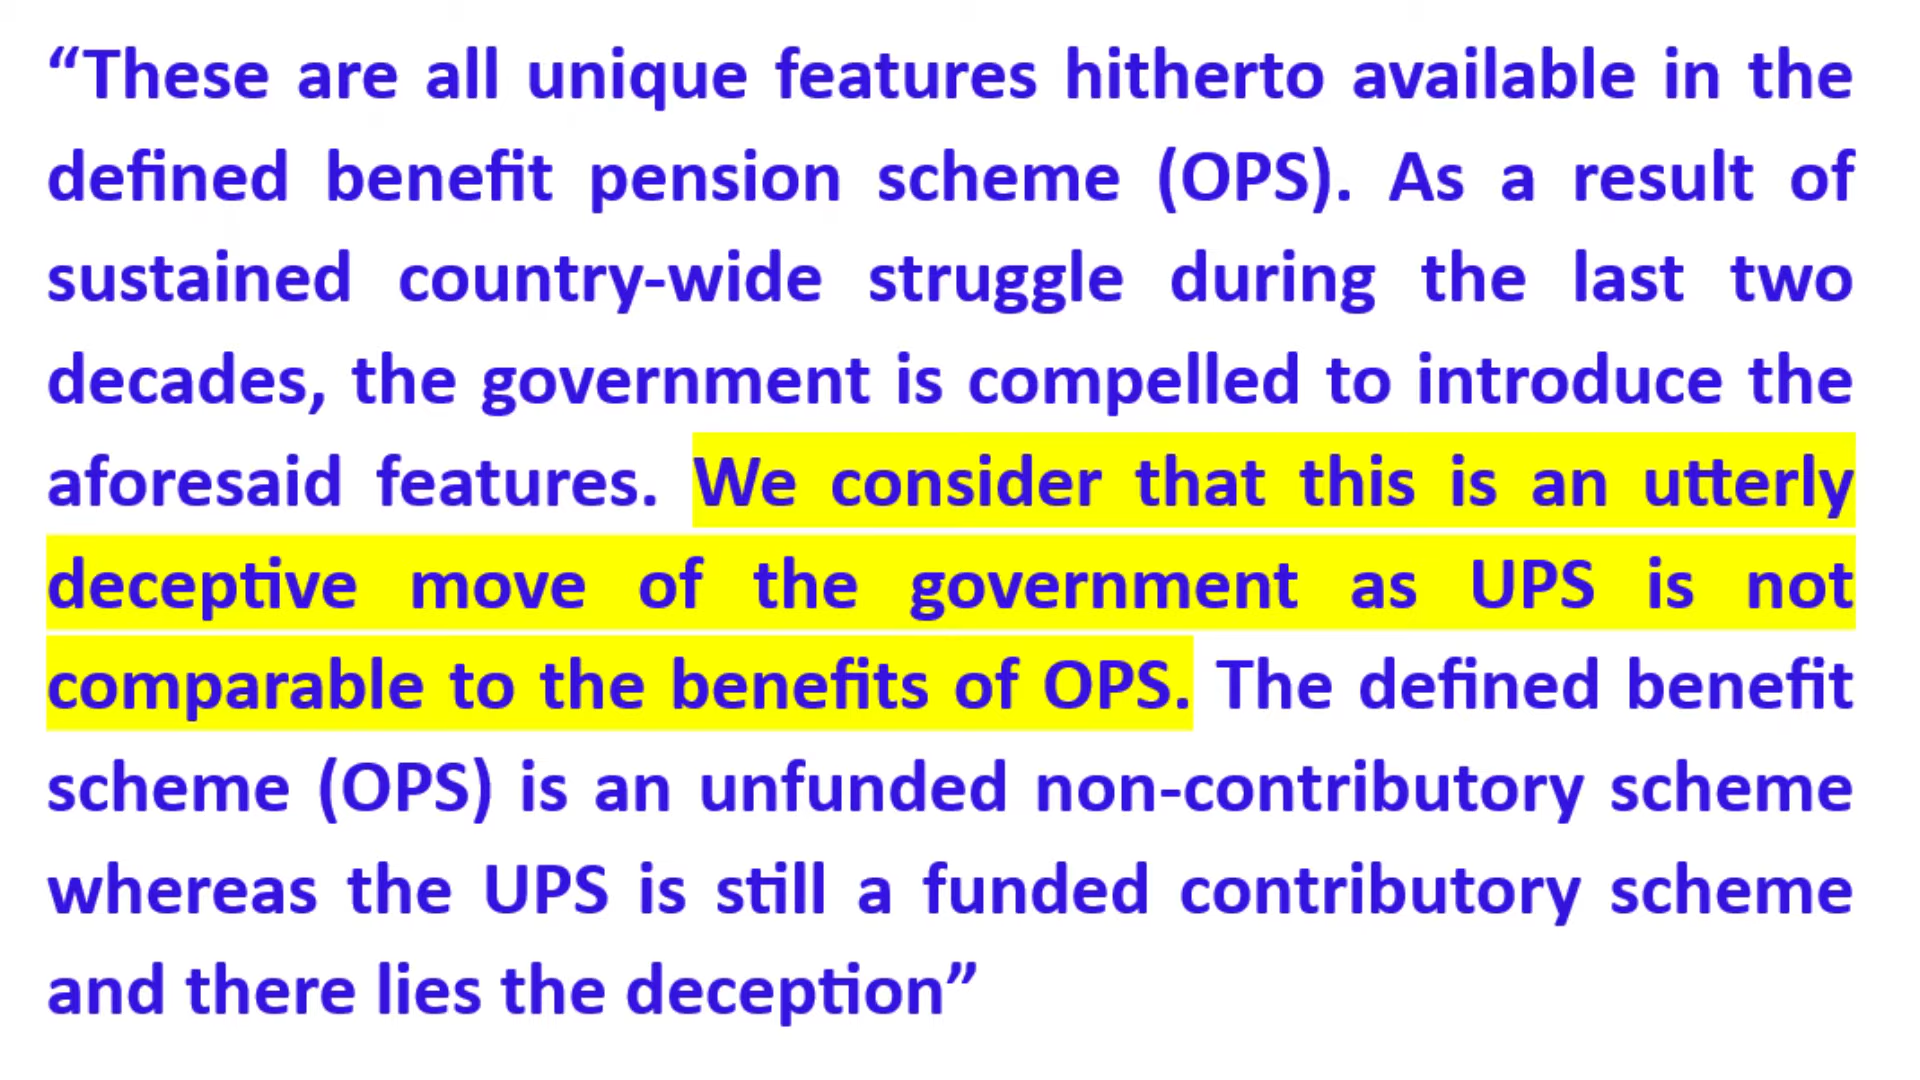 “These are all unique features hitherto available in the
defined benefit pension scheme (OPS). As a result of
sustained country-wide struggle during the last two
decades, the government is compelled to introduce the
aforesaid features. We consider that this is an utterly
deceptive move of the government as UPS is not
comparable to the benefits of OPS. The defined benefit
scheme (OPS) is an unfunded non-contributory scheme
whereas the UPS is still a funded contributory scheme
and there lies the deception”